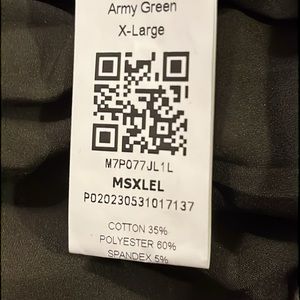 Army Green
X-Large
M7P077JL1L
MSXLEL
P020230531017137
COTTON 35%
POLYESTER 60%
SPANDEX 5%